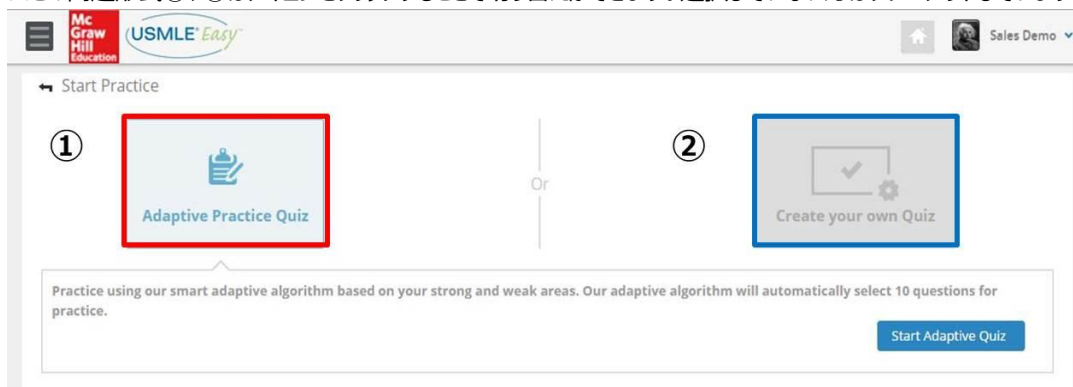 Mc
Graw
Hill
Education
USMLE Easy
Sales Demo
Start Practice
①
②
Adaptive Practice Quiz
Or
Create your own Quiz
Practice using our smart adaptive algorithm based on your strong and weak areas. Our adaptive algorithm will automatically select 10 questions for
practice.
Start Adaptive Quiz